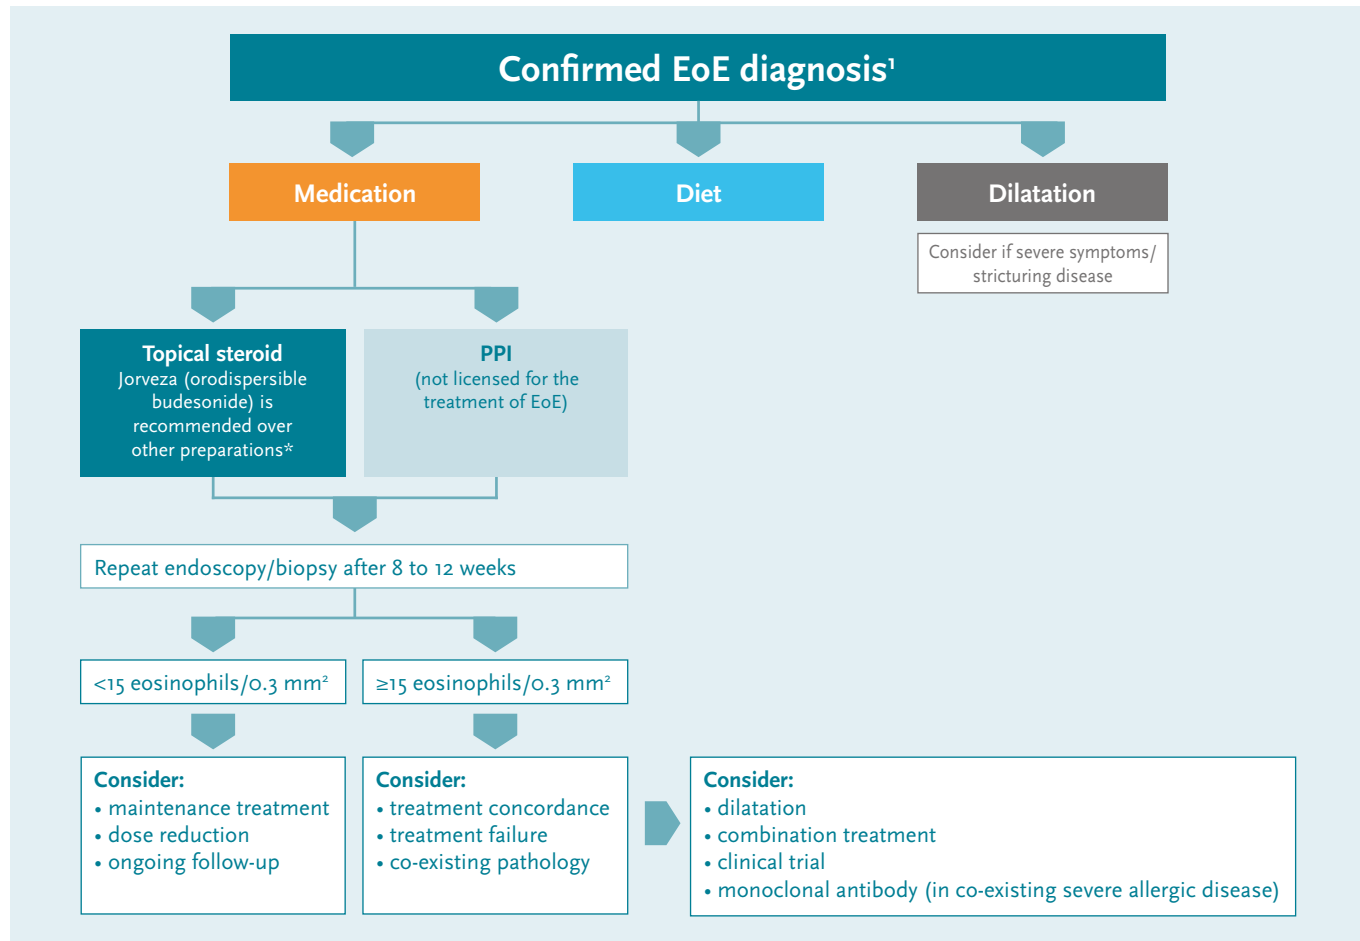 Confirmed EoE diagnosis¹
Medication
Diet
Dilatation
Consider if severe symptoms/
stricturing disease
Topical steroid
Jorveza (orodispersible
budesonide) is
recommended over
other preparations*
PPI
(not licensed for the
treatment of EoE)
Repeat endoscopy/biopsy after 8 to 12 weeks
<15 eosinophils/0.3 mm²
≥15 eosinophils/0.3 mm²
Consider:
• maintenance treatment
• dose reduction
• ongoing follow-up
Consider:
• treatment concordance
• treatment failure
• co-existing pathology
Consider:
• dilatation
• combination treatment
• clinical trial
• monoclonal antibody (in co-existing severe allergic disease)